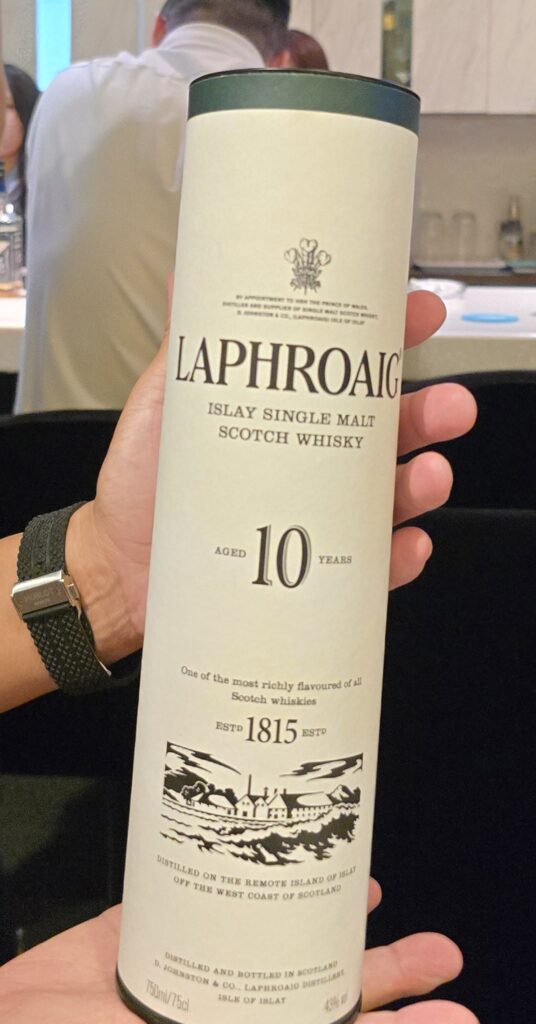 BY APPOINTMENT TO HRH THE PRINCE OF WALES,
DISTILLER AND SUPPLIER OF SINGLE MALT SCOTCH WHISKY,
D. JOHNSTON & CO., (LAPHROAIG) ISLE OF ISLAY
LAPHROAIG®
ISLAY SINGLE MALT
SCOTCH WHISKY
AGED 10 YEARS
One of the most richly flavoured of all
Scotch whiskies
ESTD 1815 ESTD
DISTILLED ON THE REMOTE ISLAND OF ISLAY
OFF THE WEST COAST OF SCOTLAND
DISTILLED AND BOTTLED IN SCOTLAND
D. JOHNSTON & CO., LAPHROAIG DISTILLERY,
ISLE OF ISLAY
750ml/75cl
43% vol
HUBLOT